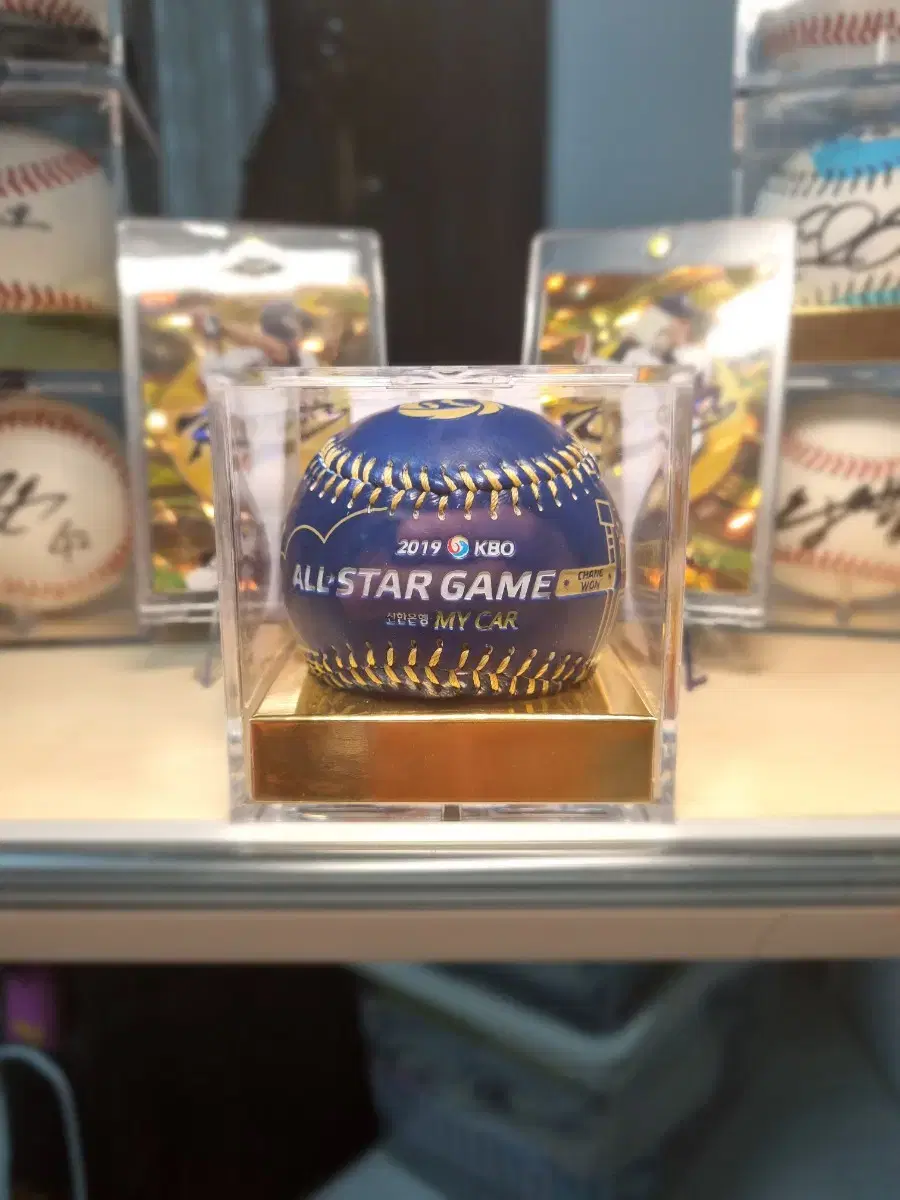 2019 KBO
ALL★STAR GAME
CHANG
WON
신한은행 MY CAR